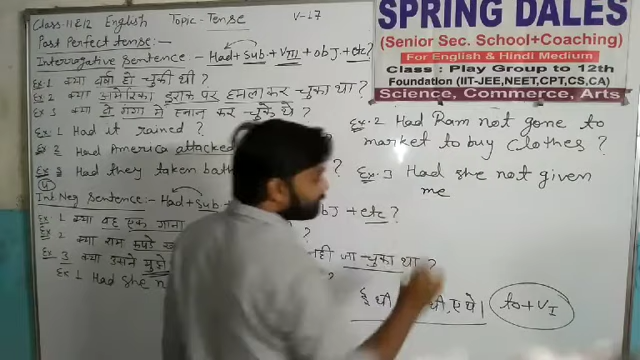 Class-11&12 English Topic-Tense V-67
Past Perfect tense:-
Interrogative Sentence - Had + Sub + VIII + obJ + etc?
Ex.1 क्या वर्षा हो चुकी थी ?
Ex. 2 क्या अमेरिका इराक पर हमला कर चुका था ?
Ex 3 क्या वे गंगा में स्नान कर चुके थे ?
Ex. 1 Had it rained ?
Ex 2 Had America attacked
Ex 3 Had they taken bat ?
Int Neg Sentence:- Had + Sub + obJ + etc ?
Ex. 1 क्या वह एक गाना ?
Ex 2 क्या राम कपड़े नहीं जा चुका था ?
Ex. 3 क्या उसने मुझे ?
Ex 1 Had she n
SPRING DALES
(Senior Sec. School+Coaching)
For English & Hindi Medium
Class : Play Group to 12th
Foundation (IIT-JEE,NEET,CPT,CS,CA)
Science, Commerce, Arts
Ex. 2 Had Ram not gone to
market to buy clothes ?
Ex. 3 Had she not given
me
to + VI